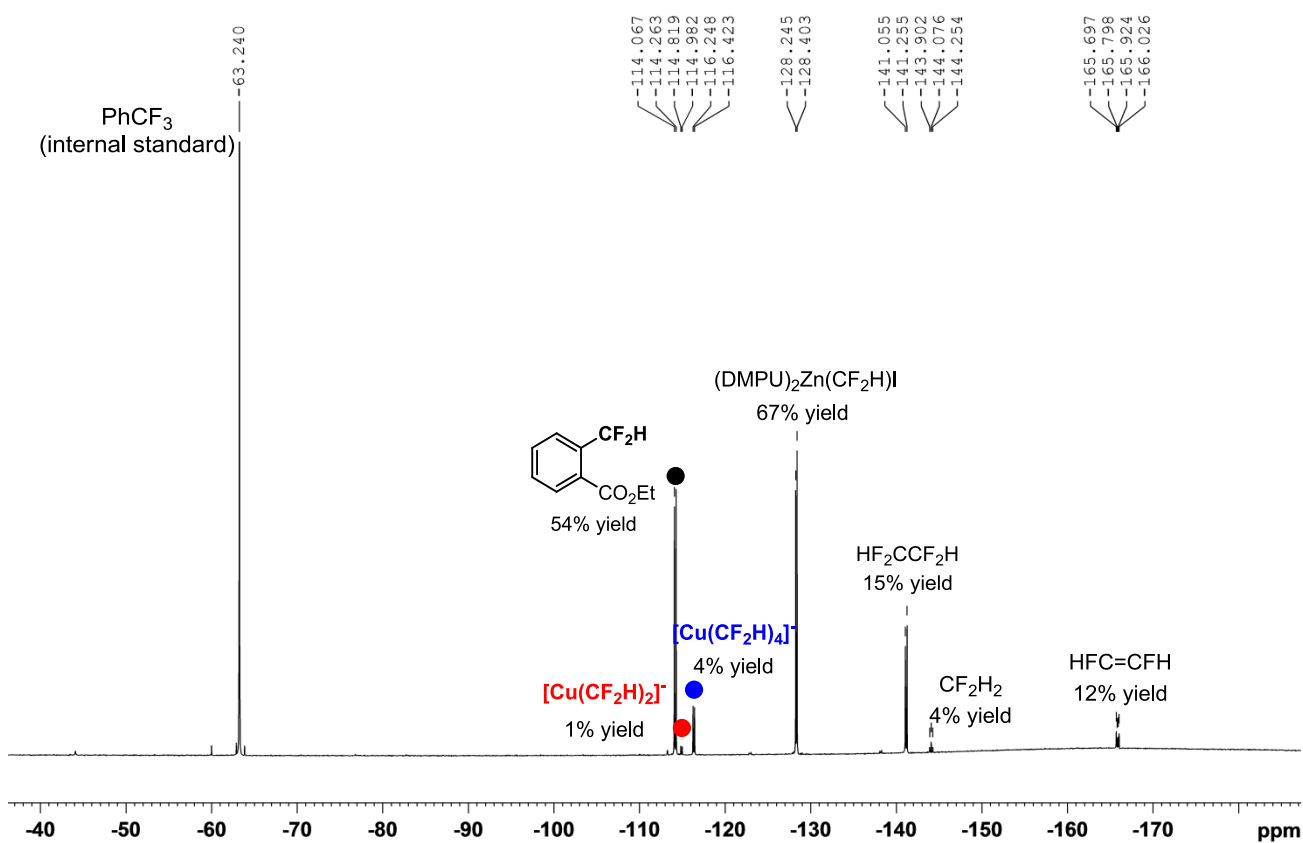 -63.240
-114.067
-114.263
-114.819
-114.982
-116.248
-116.423
-128.245
-128.403
-141.055
-141.255
-143.902
-144.076
-144.254
-165.697
-165.798
-165.924
-166.026
PhCF3
(internal standard)
(DMPU)2Zn(CF2H)I
67% yield
CF2H
CO2Et
54% yield
HF2CCF2H
15% yield
[Cu(CF2H)4]-
4% yield
[Cu(CF2H)2]-
1% yield
CF2H2
4% yield
HFC=CFH
12% yield
-40 -50 -60 -70 -80 -90 -100 -110 -120 -130 -140 -150 -160 -170 ppm